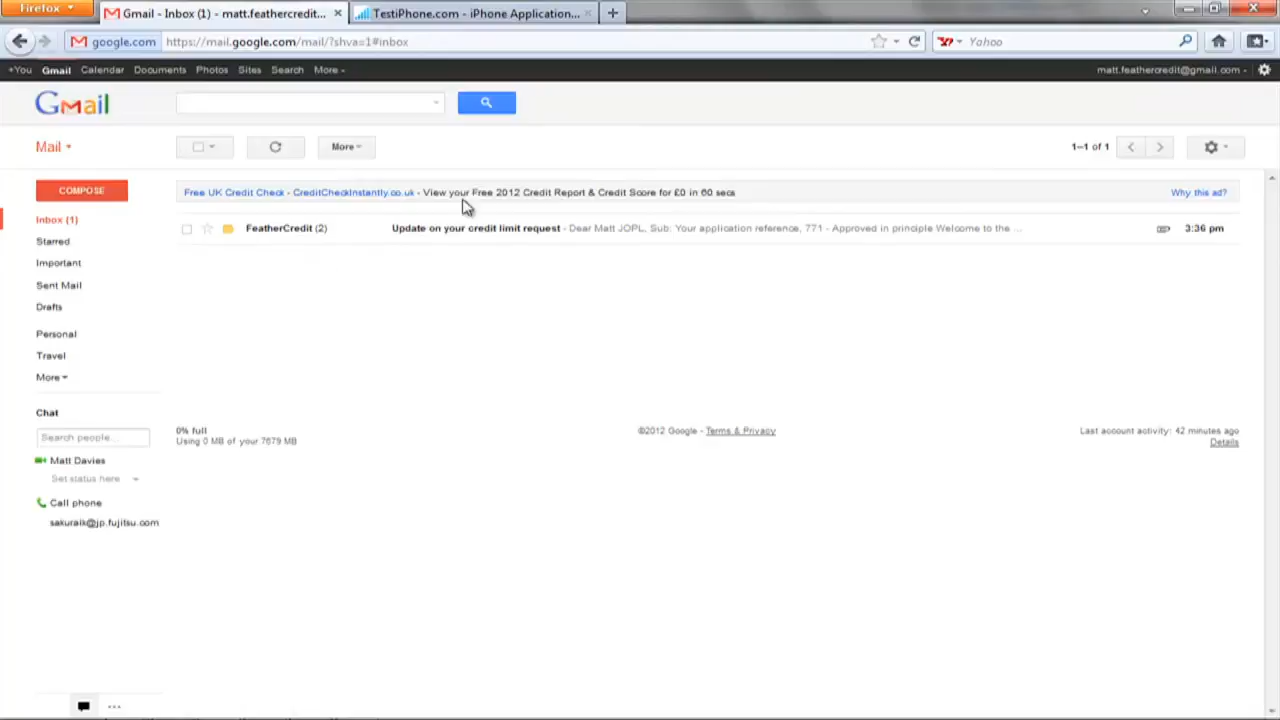 Firefox
Gmail - Inbox (1) - matt.feathercredit...
TestiPhone.com - iPhone Application...
google.com
https://mail.google.com/mail/?shva=1#inbox
Yahoo
+You Gmail Calendar Documents Photos Sites Search More
matt.feathercredit@gmail.com
Gmail
Mail
More
1–1 of 1
COMPOSE
Free UK Credit Check - CreditCheckInstantly.co.uk - View your Free 2012 Credit Report & Credit Score for £0 in 60 secs
Why this ad?
Inbox (1)
FeatherCredit (2) Update on your credit limit request - Dear Matt JOPL, Sub: Your application reference, 771 - Approved in principle Welcome to the ... 3:36 pm
Starred
Important
Sent Mail
Drafts
Personal
Travel
More
Chat
Search people...
Matt Davies
Set status here
Call phone
sakuraik@jp.fujitsu.com
0% full
Using 0 MB of your 7679 MB
©2012 Google - Terms & Privacy
Last account activity: 42 minutes ago
Details